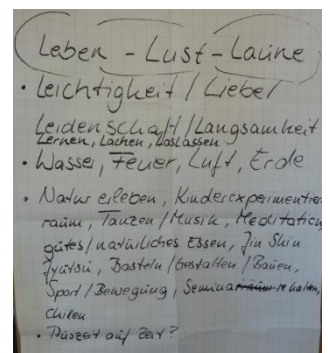 Leben - Lust - Laune
• Leichtigkeit / Liebe /
Leidenschaft / Langsamkeit
Lernen, Lachen, Loslassen
• Wasser, Feuer, Luft, Erde
• Natur erleben, Kinderexperimentier
raum, Tanzen / Musik, Meditation,
gutes / natürliches Essen, Jin Shin
Jyutsu, Basteln / Gestalten / Bauen,
Sport / Bewegung, Seminare halten,
chillen
• Auszeit auf Zeit?